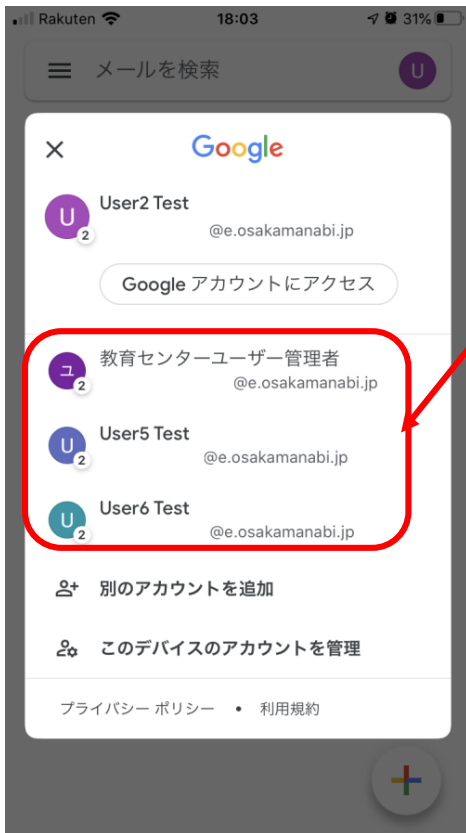 Rakuten 18:03 31%
メールを検索 U
Google
U 2 User2 Test
@e.osakamanabi.jp
Google アカウントにアクセス
ユ 2 教育センターユーザー管理者
@e.osakamanabi.jp
U 2 User5 Test
@e.osakamanabi.jp
U 2 User6 Test
@e.osakamanabi.jp
別のアカウントを追加
このデバイスのアカウントを管理
プライバシー ポリシー • 利用規約